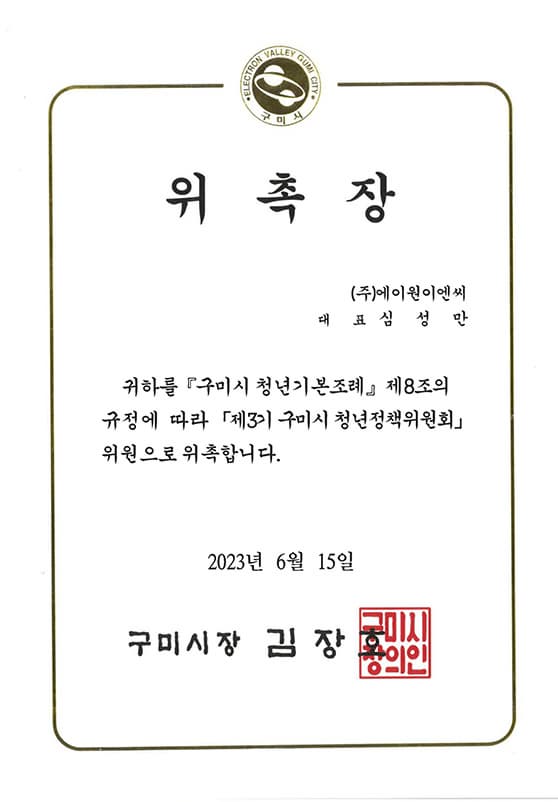 ELECTRON VALLEY GUMI CITY
구미시
위촉장
(주)에이원이엔씨
대 표 심 성 만
귀하를 『구미시 청년기본조례』 제8조의
규정에 따라 「제3기 구미시 청년정책위원회」
위원으로 위촉합니다.
2023년 6월 15일
구미시장 김장호
구미시
장의인